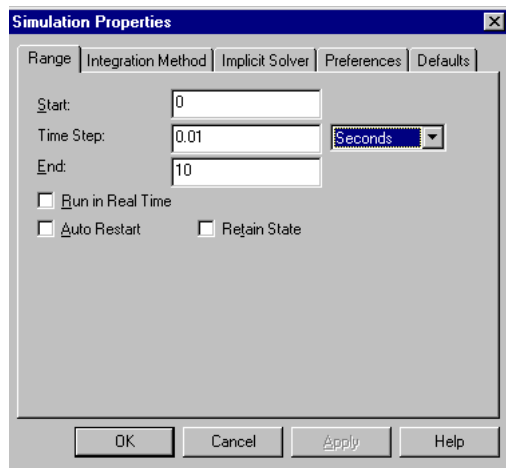 Simulation Properties
Range Integration Method Implicit Solver Preferences Defaults
Start: 0
Time Step: 0.01 Seconds
End: 10
Run in Real Time
Auto Restart Retain State
OK Cancel Apply Help